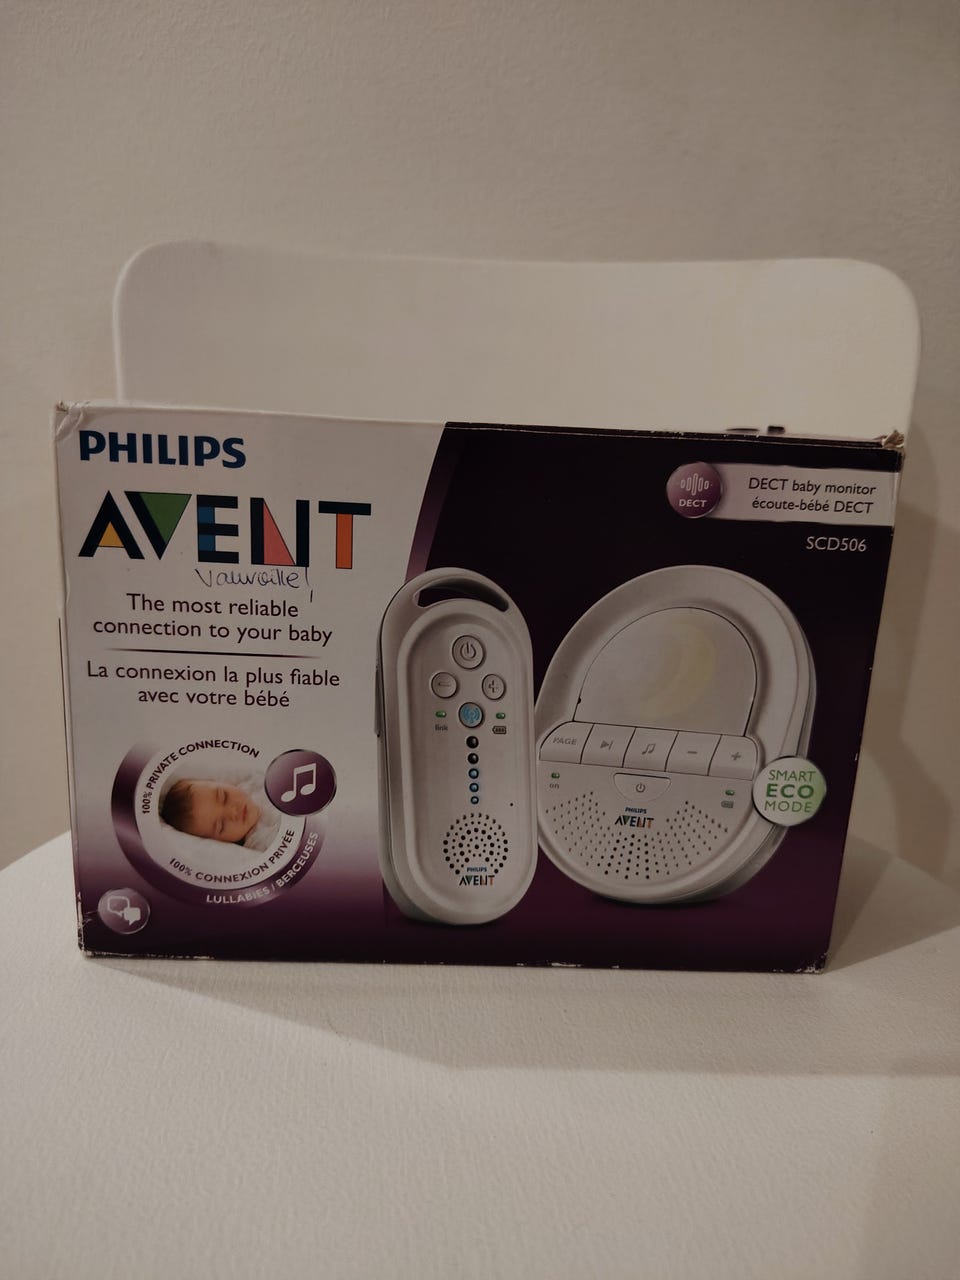 PHILIPS
AVENT
The most reliable
connection to your baby
La connexion la plus fiable
avec votre bébé
100% PRIVATE CONNECTION
100% CONNEXION PRIVÉE
LULLABIES / BERCEUSES
DECT
DECT baby monitor
écoute-bébé DECT
SCD506
link
PHILIPS
AVENT
PAGE
on
PHILIPS
AVENT
SMART
ECO
MODE